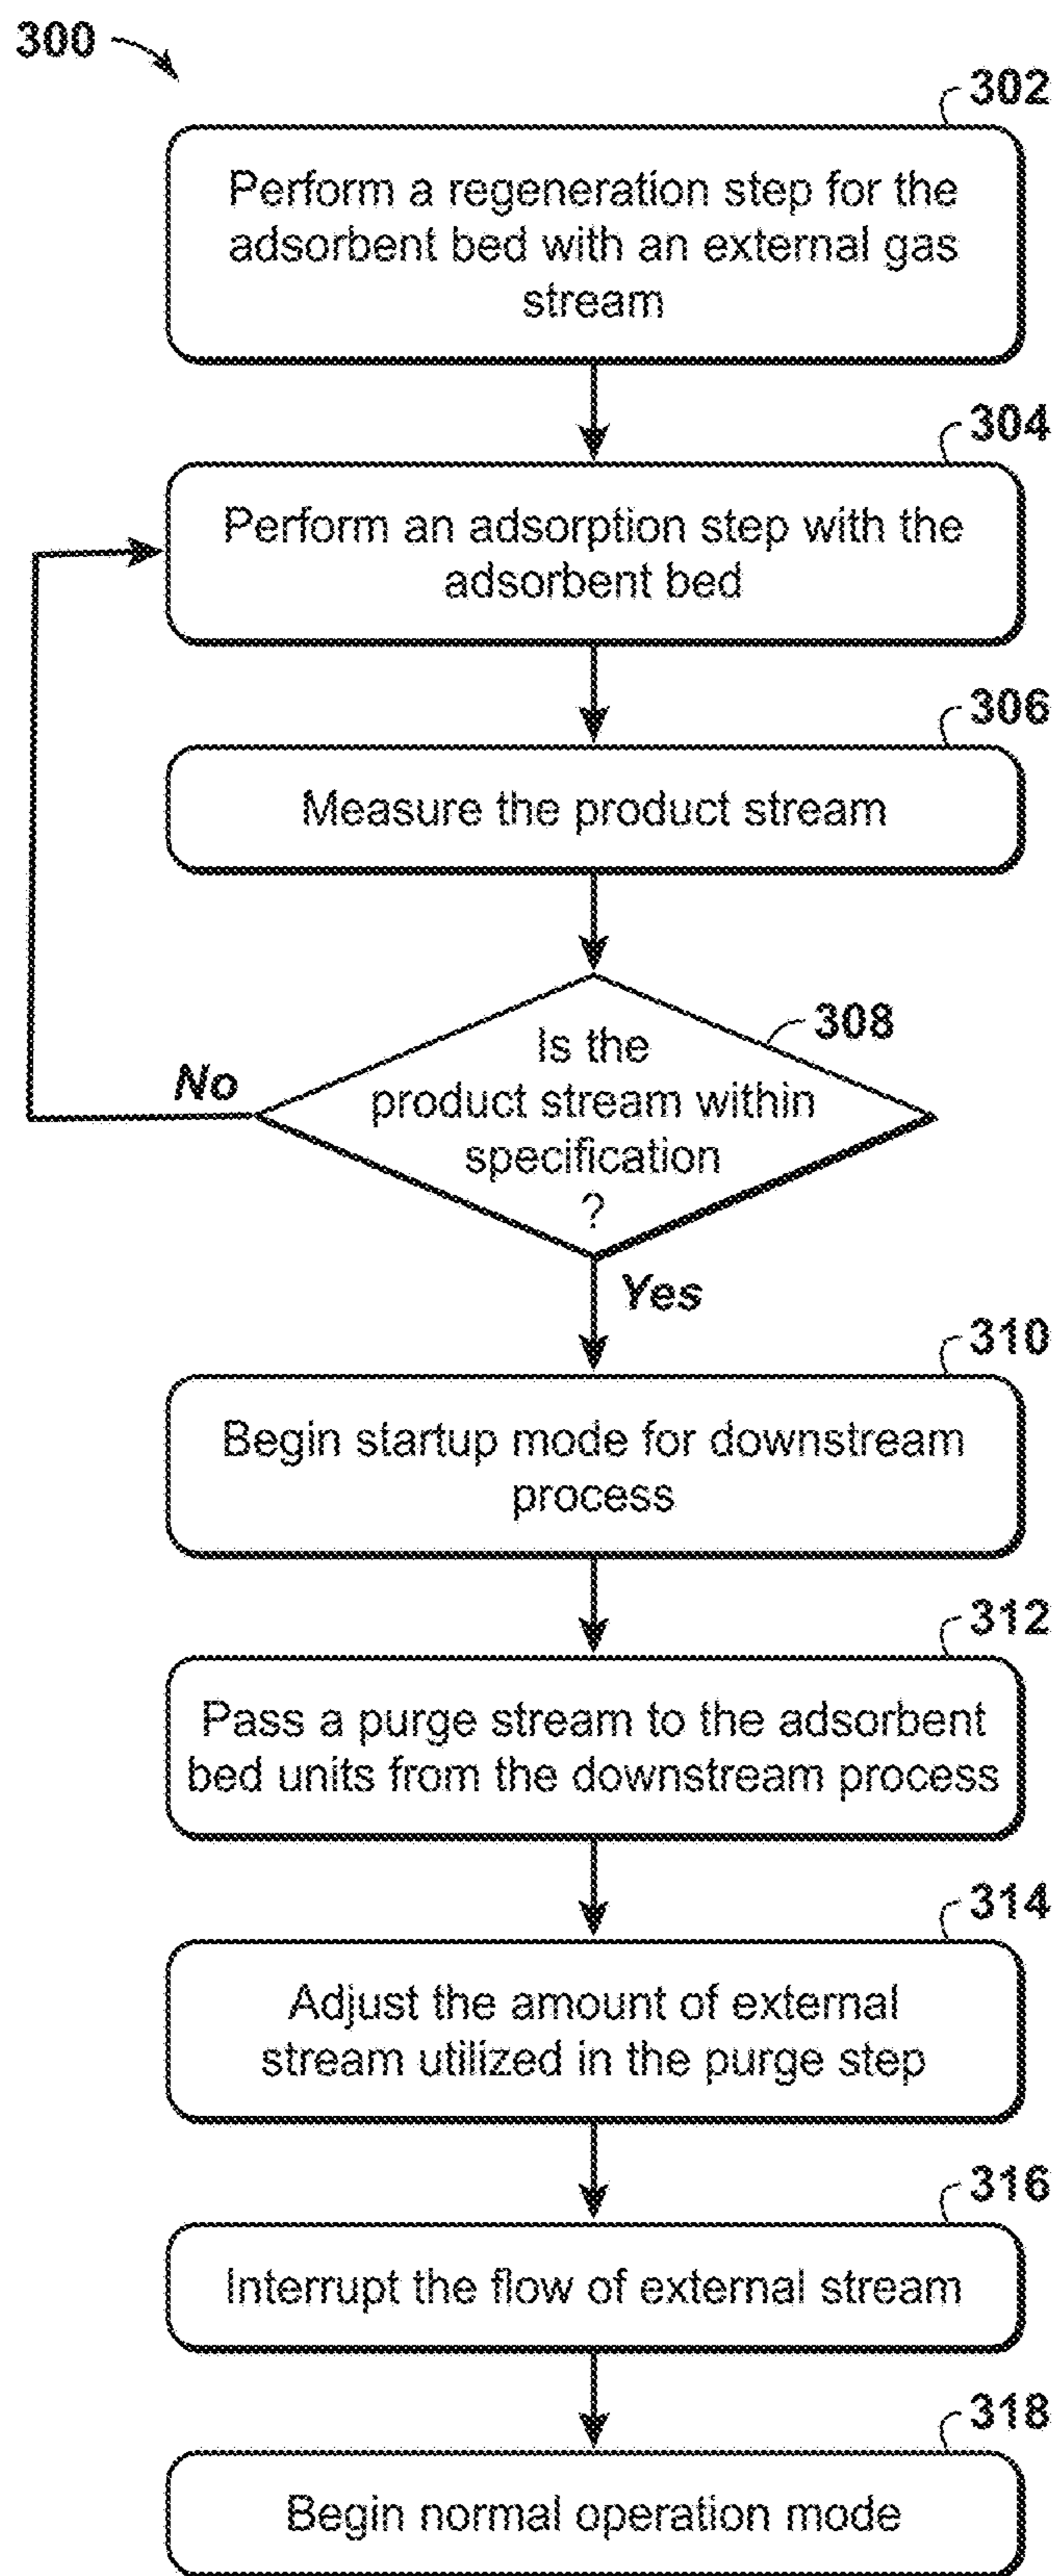 300
302
Perform a regeneration step for the
adsorbent bed with an external gas
stream
304
Perform an adsorption step with the
adsorbent bed
306
Measure the product stream
308
Is the
product stream within
specification
?
No
Yes
310
Begin startup mode for downstream
process
312
Pass a purge stream to the adsorbent
bed units from the downstream process
314
Adjust the amount of external
stream utilized in the purge step
316
Interrupt the flow of external stream
318
Begin normal operation mode